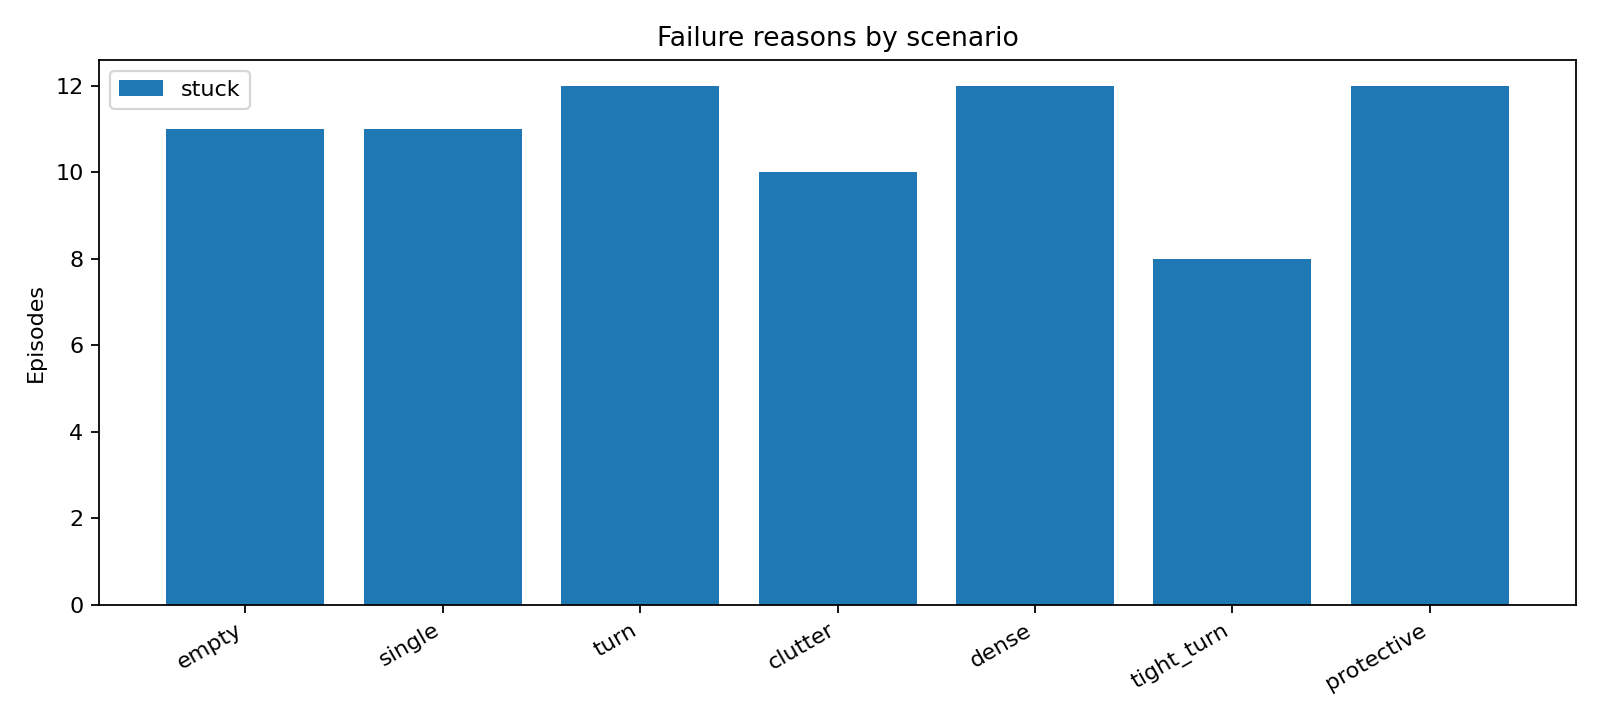 Failure reasons by scenario
stuck
Episodes
12
10
8
6
4
2
0
empty
single
turn
clutter
dense
tight_turn
protective